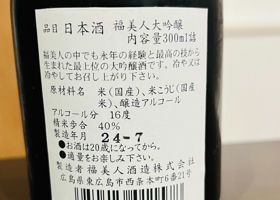 品目 日本酒 福美人大吟醸
内容量300ml詰
福美人の中でも永年の経験と最高の技から
生まれた最上位の大吟醸酒です。冷や又は
冷やしてお召し上がり下さい。
原材料名 米(国産)、米こうじ(国産
米)、醸造アルコール
アルコール分 16度
精米歩合 40%
製造年月 24-7
●お酒は20歳になってから。
●適量をお楽しみ下さい。
製造者 福美人酒造株式会社
広島県東広島市西条本町6番21号